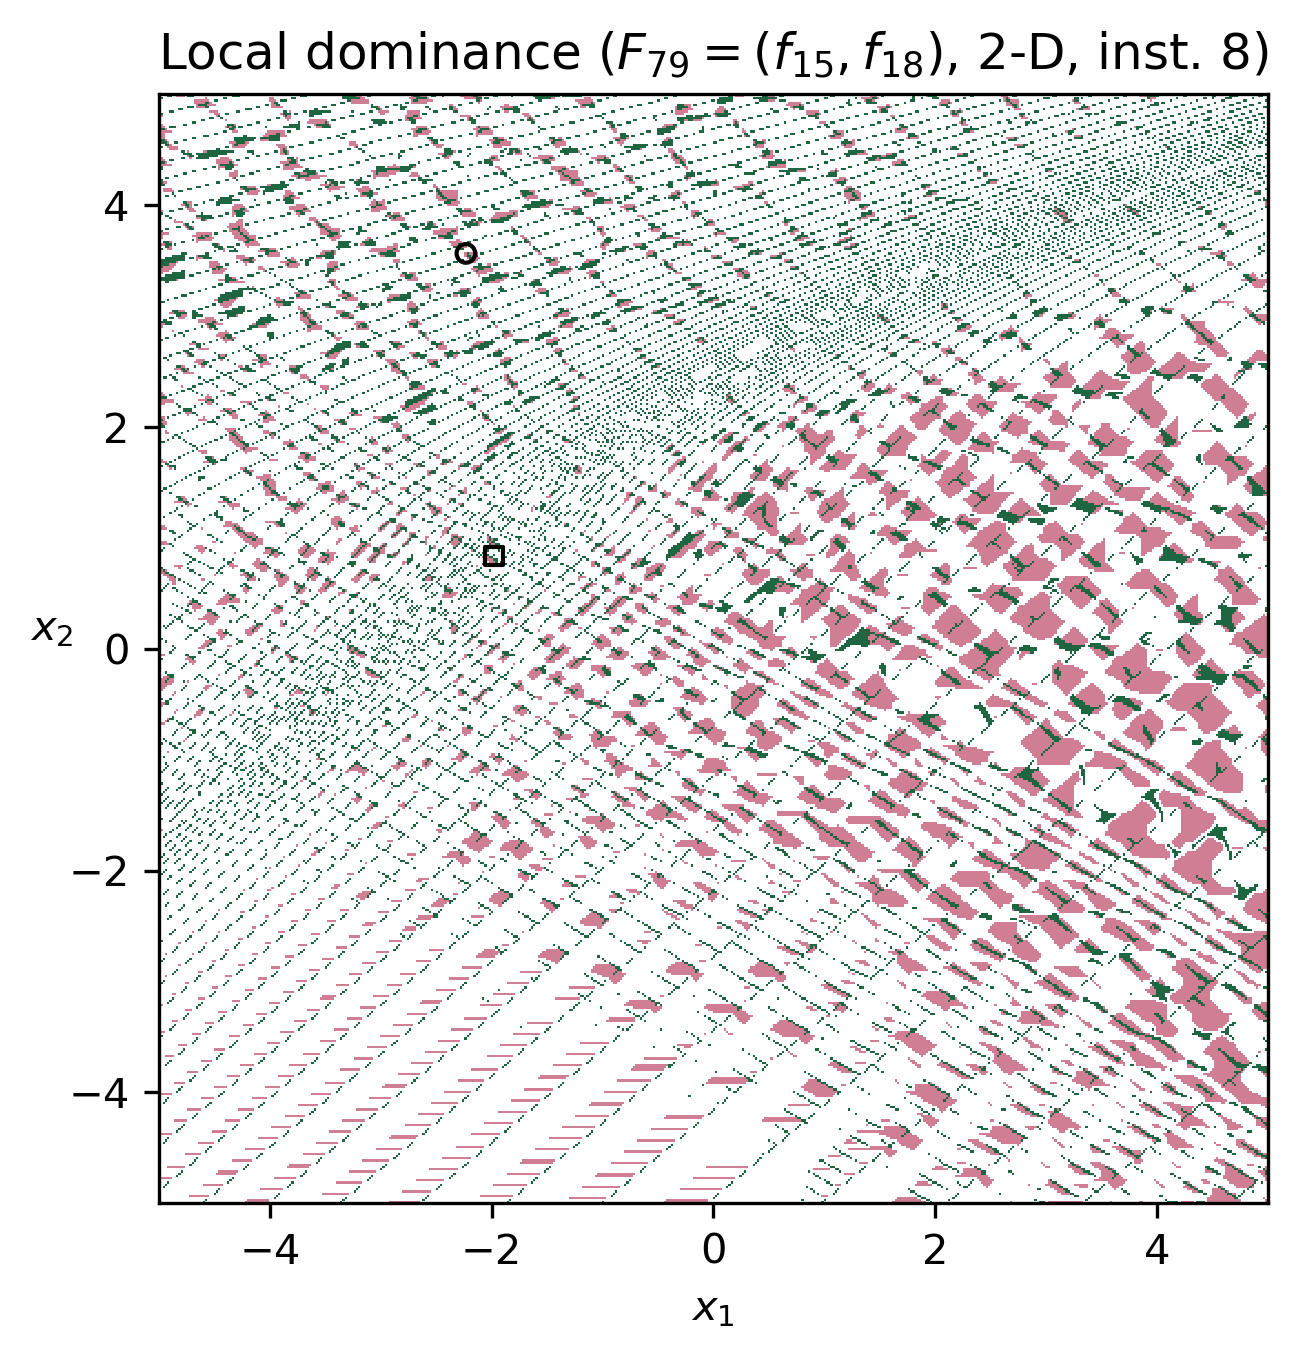 Local dominance (F₇₉ = (f₁₅, f₁₈), 2-D, inst. 8)
4
2
0
−2
−4
x₂
−4 −2 0 2 4
x₁